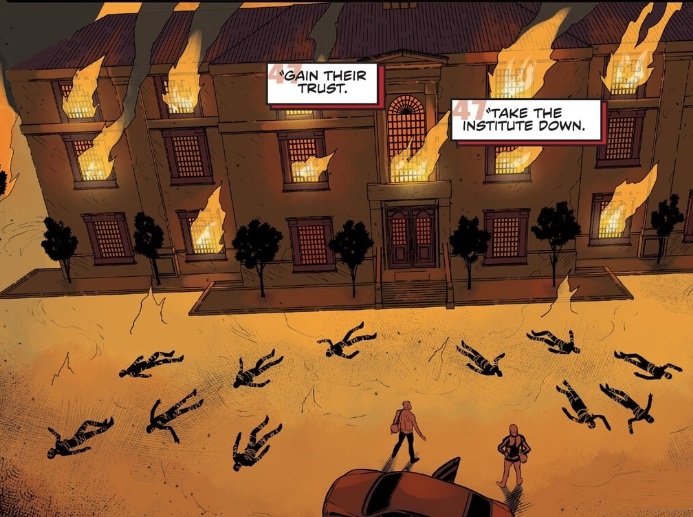 47
"GAIN THEIR
TRUST.
47
"TAKE THE
INSTITUTE DOWN.